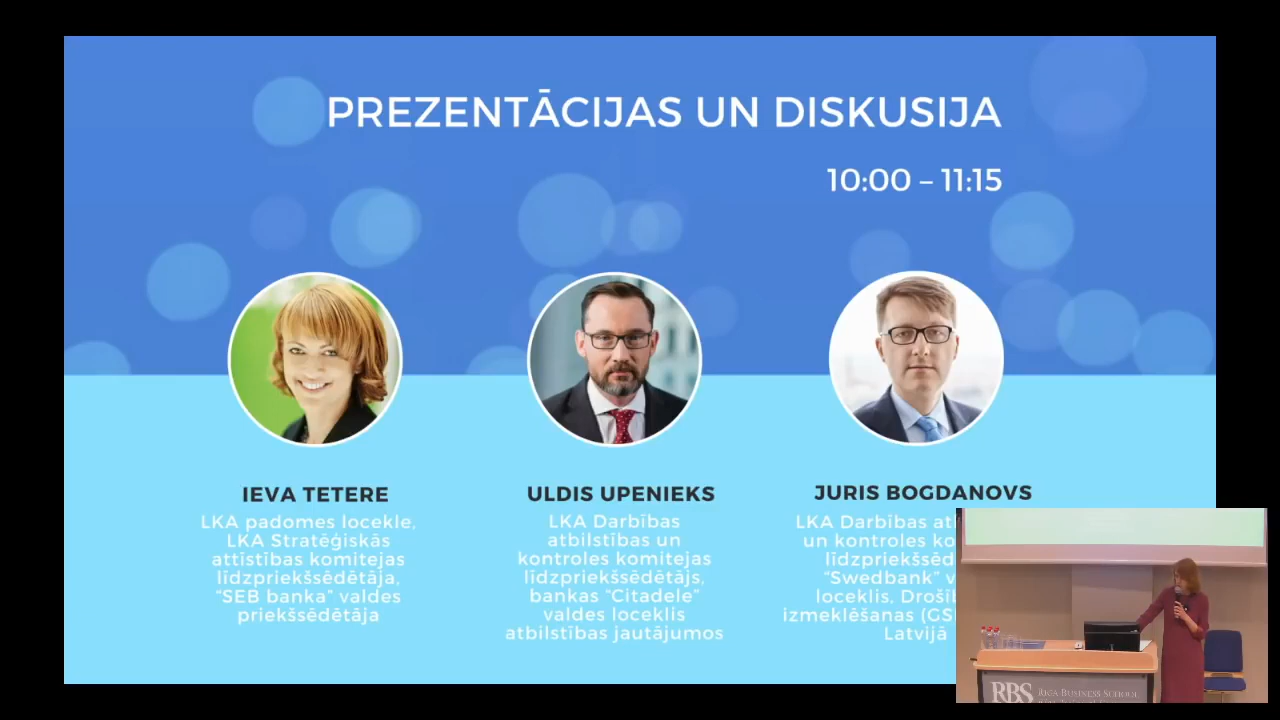 PREZENTĀCIJAS UN DISKUSIJA
10:00 – 11:15
IEVA TETERE
LKA padomes locekle,
LKA Stratēģiskās
attīstības komitejas
līdzpriekšsēdētāja,
“SEB banka” valdes
priekšsēdētāja
ULDIS UPENIEKS
LKA Darbības
atbilstības un
kontroles komitejas
līdzpriekšsēdētājs,
bankas “Citadele”
valdes loceklis
atbilstības jautājumos
JURIS BOGDANOVS
LKA Darbības
un kontroles
“Swedbank”
loceklis,
izmeklēšanas
Latvijā
RBS RIGA BUSINESS SCHOOL